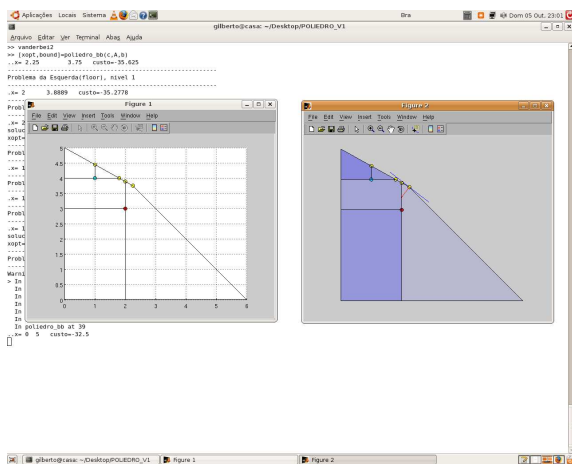 Aplicações Locais Sistema Bra Dom 05 Out, 23:01
gilberto@casa: ~/Desktop/POLIEDRO_V1
Arquivo Editar Ver Terminal Abas Ajuda
>> vanderbei2
>> [xopt,bound]=poliedro_bb(c,A,b)
..x= 2.25 3.75 custo=-35.625
Problema da Esquerda(floor), nivel 1
.x= 2 3.8889 custo=-35.2778
Probl
.x= 2
soluc
xopt=
Probl
.x= 1
Probl
.x= 1
Probl
.x= 1
soluc
xopt=
Probl
Warni
> In
In
In
In
In
In poliedro_bb at 39
..x= 0 5 custo=-32.5
Figure 1
File Edit View Insert Tools Window Help
5
4.5
4
3.5
3
2.5
2
1.5
1
0.5
0
0 1 2 3 4 5 6
Figure 2
File Edit View Insert Tools Window Help
gilberto@casa: ~/Desktop/POLIEDRO_V1 Figure 1 Figure 2